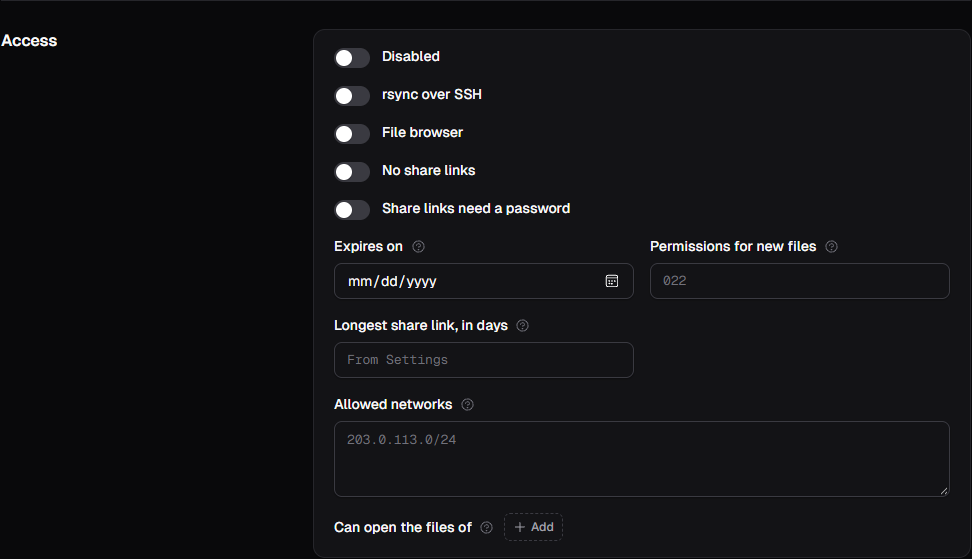 Access
Disabled
rsync over SSH
File browser
No share links
Share links need a password
Expires on
Permissions for new files
mm/dd/yyyy
022
Longest share link, in days
From Settings
Allowed networks
203.0.113.0/24
Can open the files of
+ Add